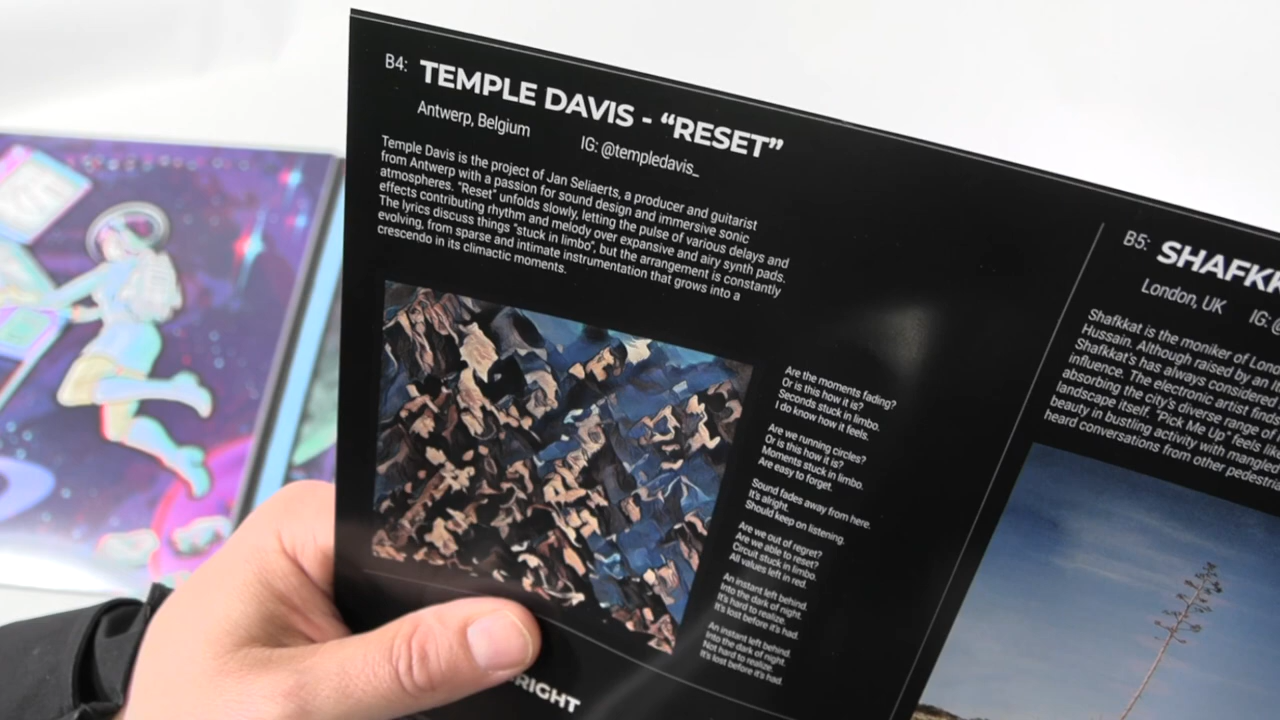 B4: TEMPLE DAVIS - “RESET”
Antwerp, Belgium IG: @templedavis_
Temple Davis is the project of Jan Seliaerts, a producer and guitarist
from Antwerp with a passion for sound design and immersive sonic
atmospheres. “Reset” unfolds slowly, letting the pulse of various delays and
effects contributing rhythm and melody over expansive and airy synth pads.
The lyrics discuss things “stuck in limbo”, but the arrangement is constantly
evolving, from sparse and intimate instrumentation that grows into a
crescendo in its climactic moments.
Are the moments fading?
Or is this how it is?
Seconds stuck in limbo.
I do know how it feels.
Are we running circles?
Or is this how it is?
Moments stuck in limbo.
Are easy to forget.
Sound fades away from here.
It's alright.
Should keep on listening.
Are we out of regret?
Are we able to reset?
Circuit stuck in limbo.
All values left in red.
An instant left behind.
Into the dark of night.
It's hard to realize.
It's lost before it's had.
An instant left behind.
Into the dark of night.
Not hard to realize.
It's lost before it's had.
RIGHT
B5: SHAFKK
London, UK IG: @
Shafkkat is the moniker of Lond
Hussain. Although raised by an I
Shafkkat's has always considered
influence. The electronic artist finds
absorbing the city's diverse range of
landscape itself. “Pick Me Up” feels like
beauty in bustling activity with mangled
heard conversations from other pedestria